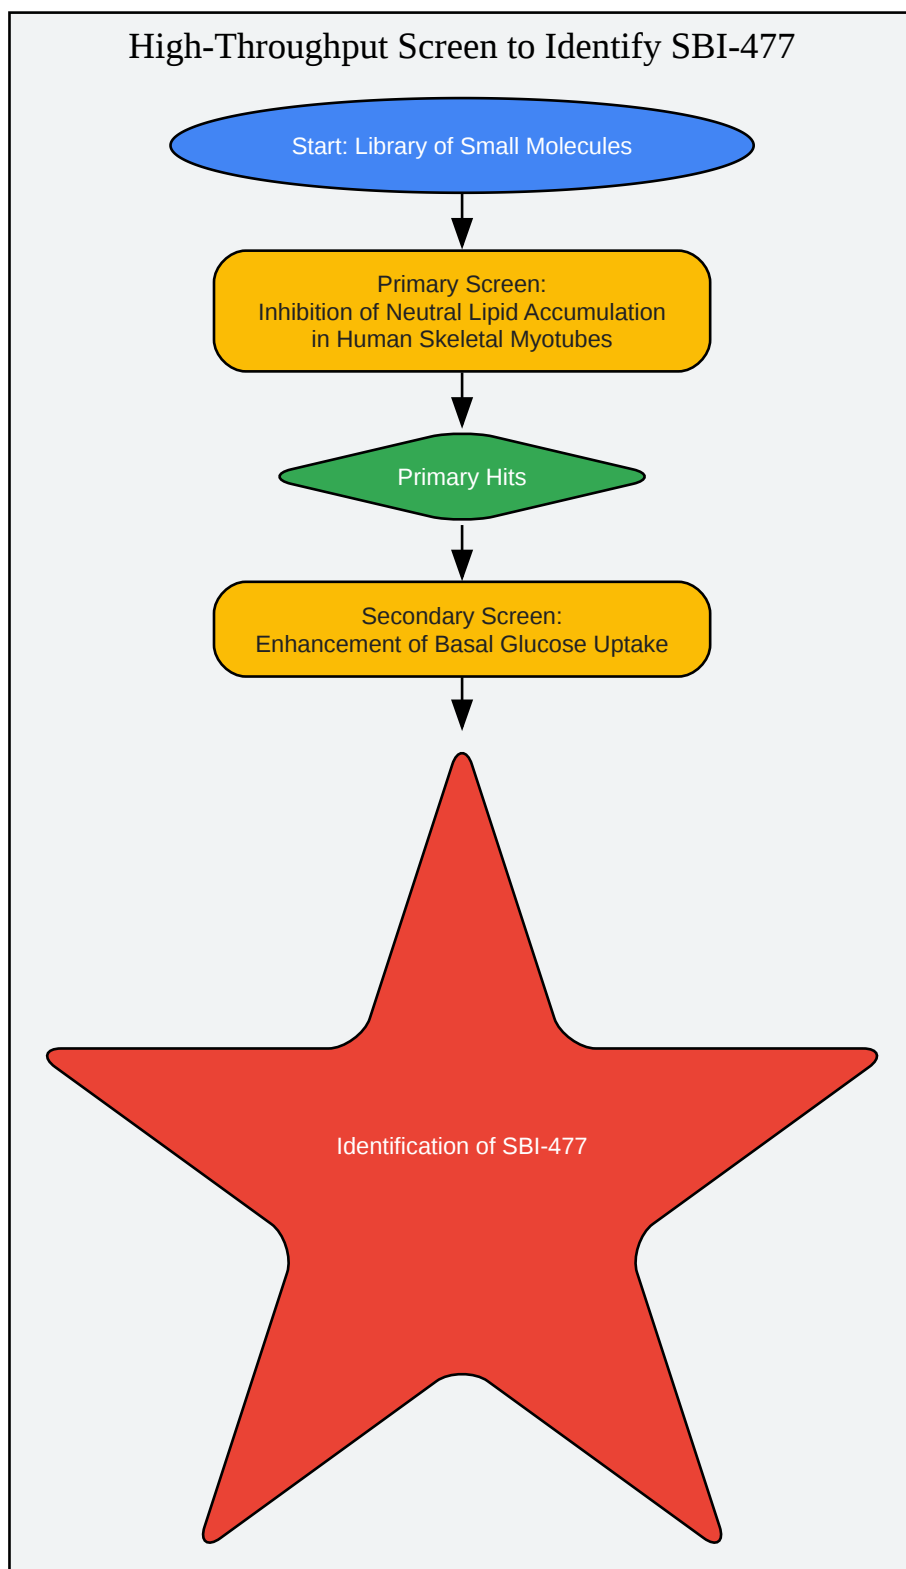 High-Throughput Screen to Identify SBI-477
Start: Library of Small Molecules
Primary Screen:
Inhibition of Neutral Lipid Accumulation
in Human Skeletal Myotubes
Primary Hits
Secondary Screen:
Enhancement of Basal Glucose Uptake
Identification of SBI-477